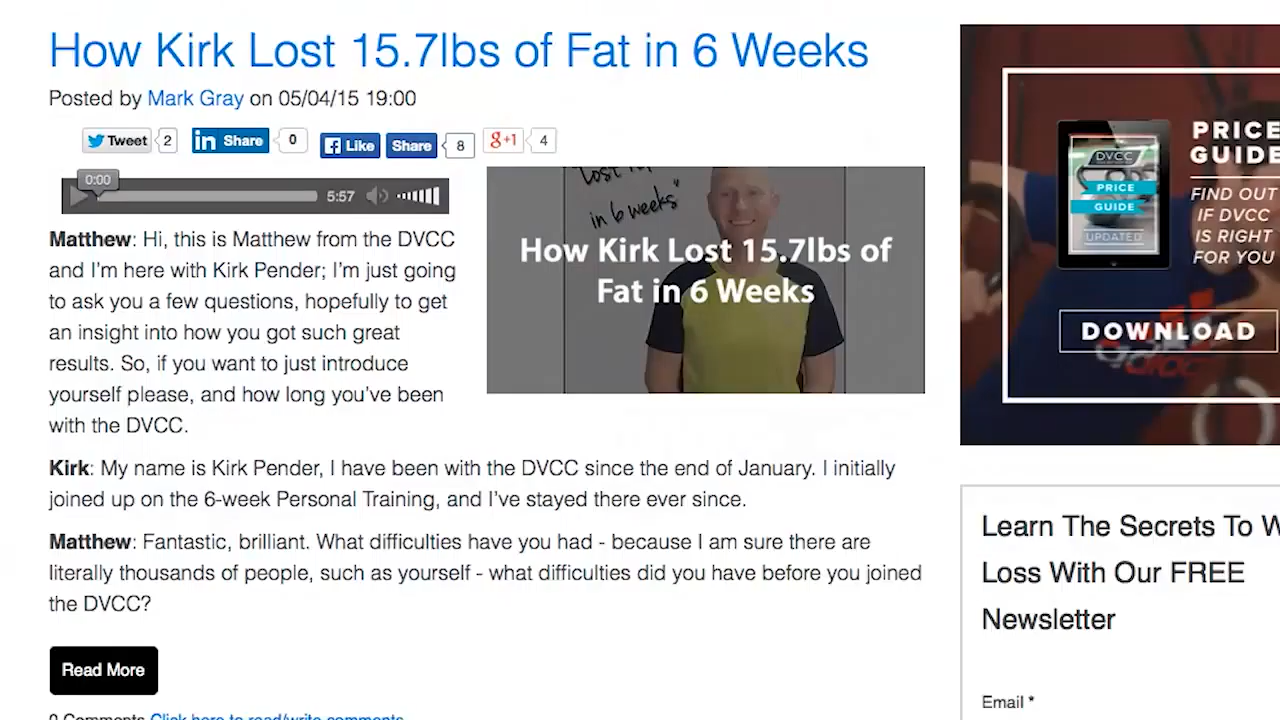 How Kirk Lost 15.7lbs of Fat in 6 Weeks
Posted by Mark Gray on 05/04/15 19:00
Tweet 2 in Share 0 Like Share 8 g+1 4
0:00
5:57
Matthew: Hi, this is Matthew from the DVCC
and I'm here with Kirk Pender; I'm just going
to ask you a few questions, hopefully to get
an insight into how you got such great
results. So, if you want to just introduce
yourself please, and how long you've been
with the DVCC.
in 6 weeks"
How Kirk Lost 15.7lbs of
Fat in 6 Weeks
Kirk: My name is Kirk Pender, I have been with the DVCC since the end of January. I initially
joined up on the 6-week Personal Training, and I've stayed there ever since.
Matthew: Fantastic, brilliant. What difficulties have you had - because I am sure there are
literally thousands of people, such as yourself - what difficulties did you have before you joined
the DVCC?
Read More
0 Comments Click here to read/write comments
DVCC
PRICE
GUIDE
UPDATED
PRICE
GUIDE
FIND OUT
IF DVCC
IS RIGHT
FOR YOU
DOWNLOAD
Learn The Secrets To W
Loss With Our FREE
Newsletter
Email *